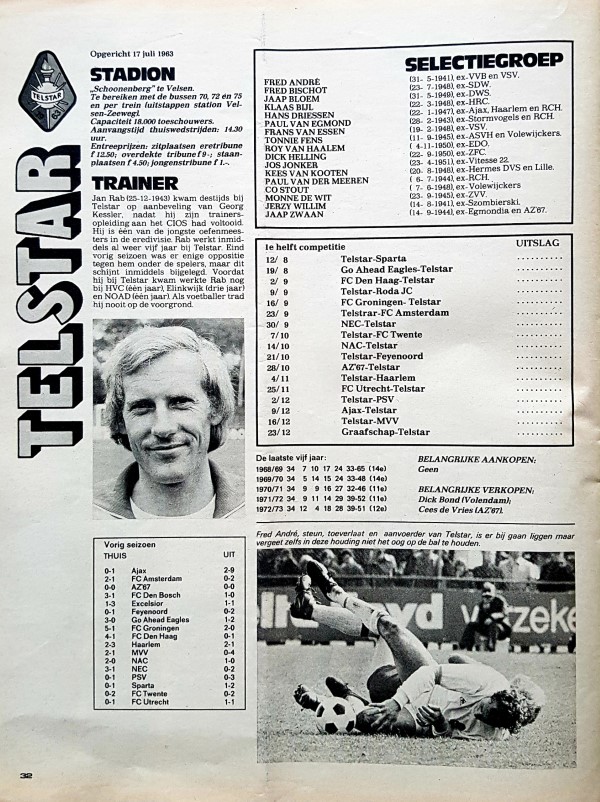 Opgericht 17 juli 1963
STADION
„Schoonenberg” te Velsen.
Te bereiken met de bussen 70, 72 én 75
en per trein (uitstappen station Vel-
sen-Zeeweg).
Capaciteit 18.000 toeschouwers.
Aanvangstijd thuiswedstrijden: 14.30
uur.
Entreeprijzen: zitplaatsen eretribune
f 12.50; overdekte tribune f 9-; staan-
plaatsen f 4.50; jongenstribune f 1.-.
TELSTAR
TELSTAR
TRAINER
Jan Rab (25-12-1943) kwam destijds bij
Telstar op aanbeveling van Georg
Kessler, nadat hij zijn trainers-
opleiding aan het CIOS had voltooid.
Hij is één van de jongste oefenmees-
ters in de eredivisie. Rab werkt inmid-
dels al weer vijf jaar bij Telstar. Eind
vorig seizoen was er enige oppositie
tegen hem onder de spelers, maar dit
schijnt inmiddels bijgelegd. Voordat
hij bij Telstar kwam werkte Rab nog
bij HVC (één jaar), Elinkwijk (drie jaar)
en NOAD (één jaar). Als voetballer trad
hij nooit op de voorgrond.
Vorig seizoen
THUIS UIT
0-1 Ajax 2-9
2-1 FC Amsterdam 0-2
0-0 AZ'67 0-0
3-1 FC Den Bosch 1-0
1-3 Excelsior 1-1
0-1 Feyenoord 0-2
3-0 Go Ahead Eagles 1-2
5-1 FC Groningen 2-0
4-1 FC Den Haag 0-1
2-3 Haarlem 2-1
2-1 MVV 0-4
2-0 NAC 1-0
3-1 NEC 0-2
0-1 PSV 0-3
0-1 Sparta 1-2
0-2 FC Twente 0-2
0-1 FC Utrecht 1-1
SELECTIEGROEP
FRED ANDRÉ (31- 5-1941), ex-VVB en VSV.
FRED BISCHOT (23- 7-1948), ex-SDW.
JAAP BLOEM (31- 5-1949), ex-DWS.
KLAAS BIJL (22- 3-1948), ex-HRC.
HANS DRIESSEN (22- 1-1947), ex-Ajax, Haarlem en RCH.
PAUL VAN EGMOND (28- 2-1943), ex-Stormvogels en RCH.
FRANS VAN ESSEN (19- 2-1948), ex-VSV.
TONNIE FENS (11- 9-1945), ex-ASVH en Volewijckers.
ROY VAN HAALEM ( 4-11-1950), ex-EDO.
DICK HELLING (22- 9-1950), ex-ZFC.
JOS JONKER (23- 4-1951), ex-Vitesse 22.
KEES VAN KOOTEN (20- 8-1948), ex-Hermes DVS en Lille.
PAUL VAN DER MEEREN ( 6- 7-1944), ex-RCH.
CO STOUT ( 7- 6-1948), ex-Volewijckers
MONNE DE WIT (23- 9-1945), ex-ZVV.
JERZY WILLIM (14- 8-1941), ex-Szombierski.
JAAP ZWAAN (14- 9-1944), ex-Egmondia en AZ'67.
1e helft competitie UITSLAG
12/ 8 Telstar-Sparta ..........
19/ 8 Go Ahead Eagles-Telstar ..........
2/ 9 FC Den Haag-Telstar ..........
9/ 9 Telstar-Roda JC ..........
16/ 9 FC Groningen- Telstar ..........
23/ 9 Telstrar-FC Amsterdam ..........
30/ 9 NEC-Telstar ..........
7/10 Telstar-FC Twente ..........
14/10 NAC-Telstar ..........
21/10 Telstar-Feyenoord ..........
28/10 AZ'67-Telstar ..........
4/11 Telstar-Haarlem ..........
25/11 FC Utrecht-Telstar ..........
2/12 Telstar-PSV ..........
9/12 Ajax-Telstar ..........
16/12 Telstar-MVV ..........
23/12 Graafschap-Telstar ..........
De laatste vijf jaar:
1968/69 34 7 10 17 24 33-65 (14e)
1969/70 34 5 14 15 24 33-48 (14e)
1970/71 34 9 9 16 27 32-46 (11e)
1971/72 34 9 11 14 29 39-52 (11e)
1972/73 34 12 4 18 28 39-51 (12e)
BELANGRIJKE AANKOPEN:
Geen
BELANGRIJKE VERKOPEN:
Dick Bond (Volendam);
Cees de Vries (AZ'67).
Fred André, steun, toeverlaat en aanvoerder van Telstar, is er bij gaan liggen maar
vergeet zelfs in deze houding niet het oog op de bal te houden.
yd verzeke
32